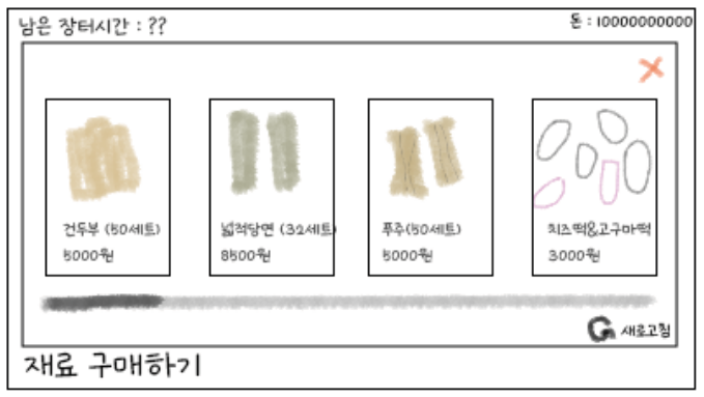 남은 장터시간 : ??
돈 : 10000000000
건두부 (50세트)
5000원
넓적당면 (32세트)
8500원
푸주(50세트)
5000원
치즈떡&고구마떡
3000원
새로고침
재료 구매하기